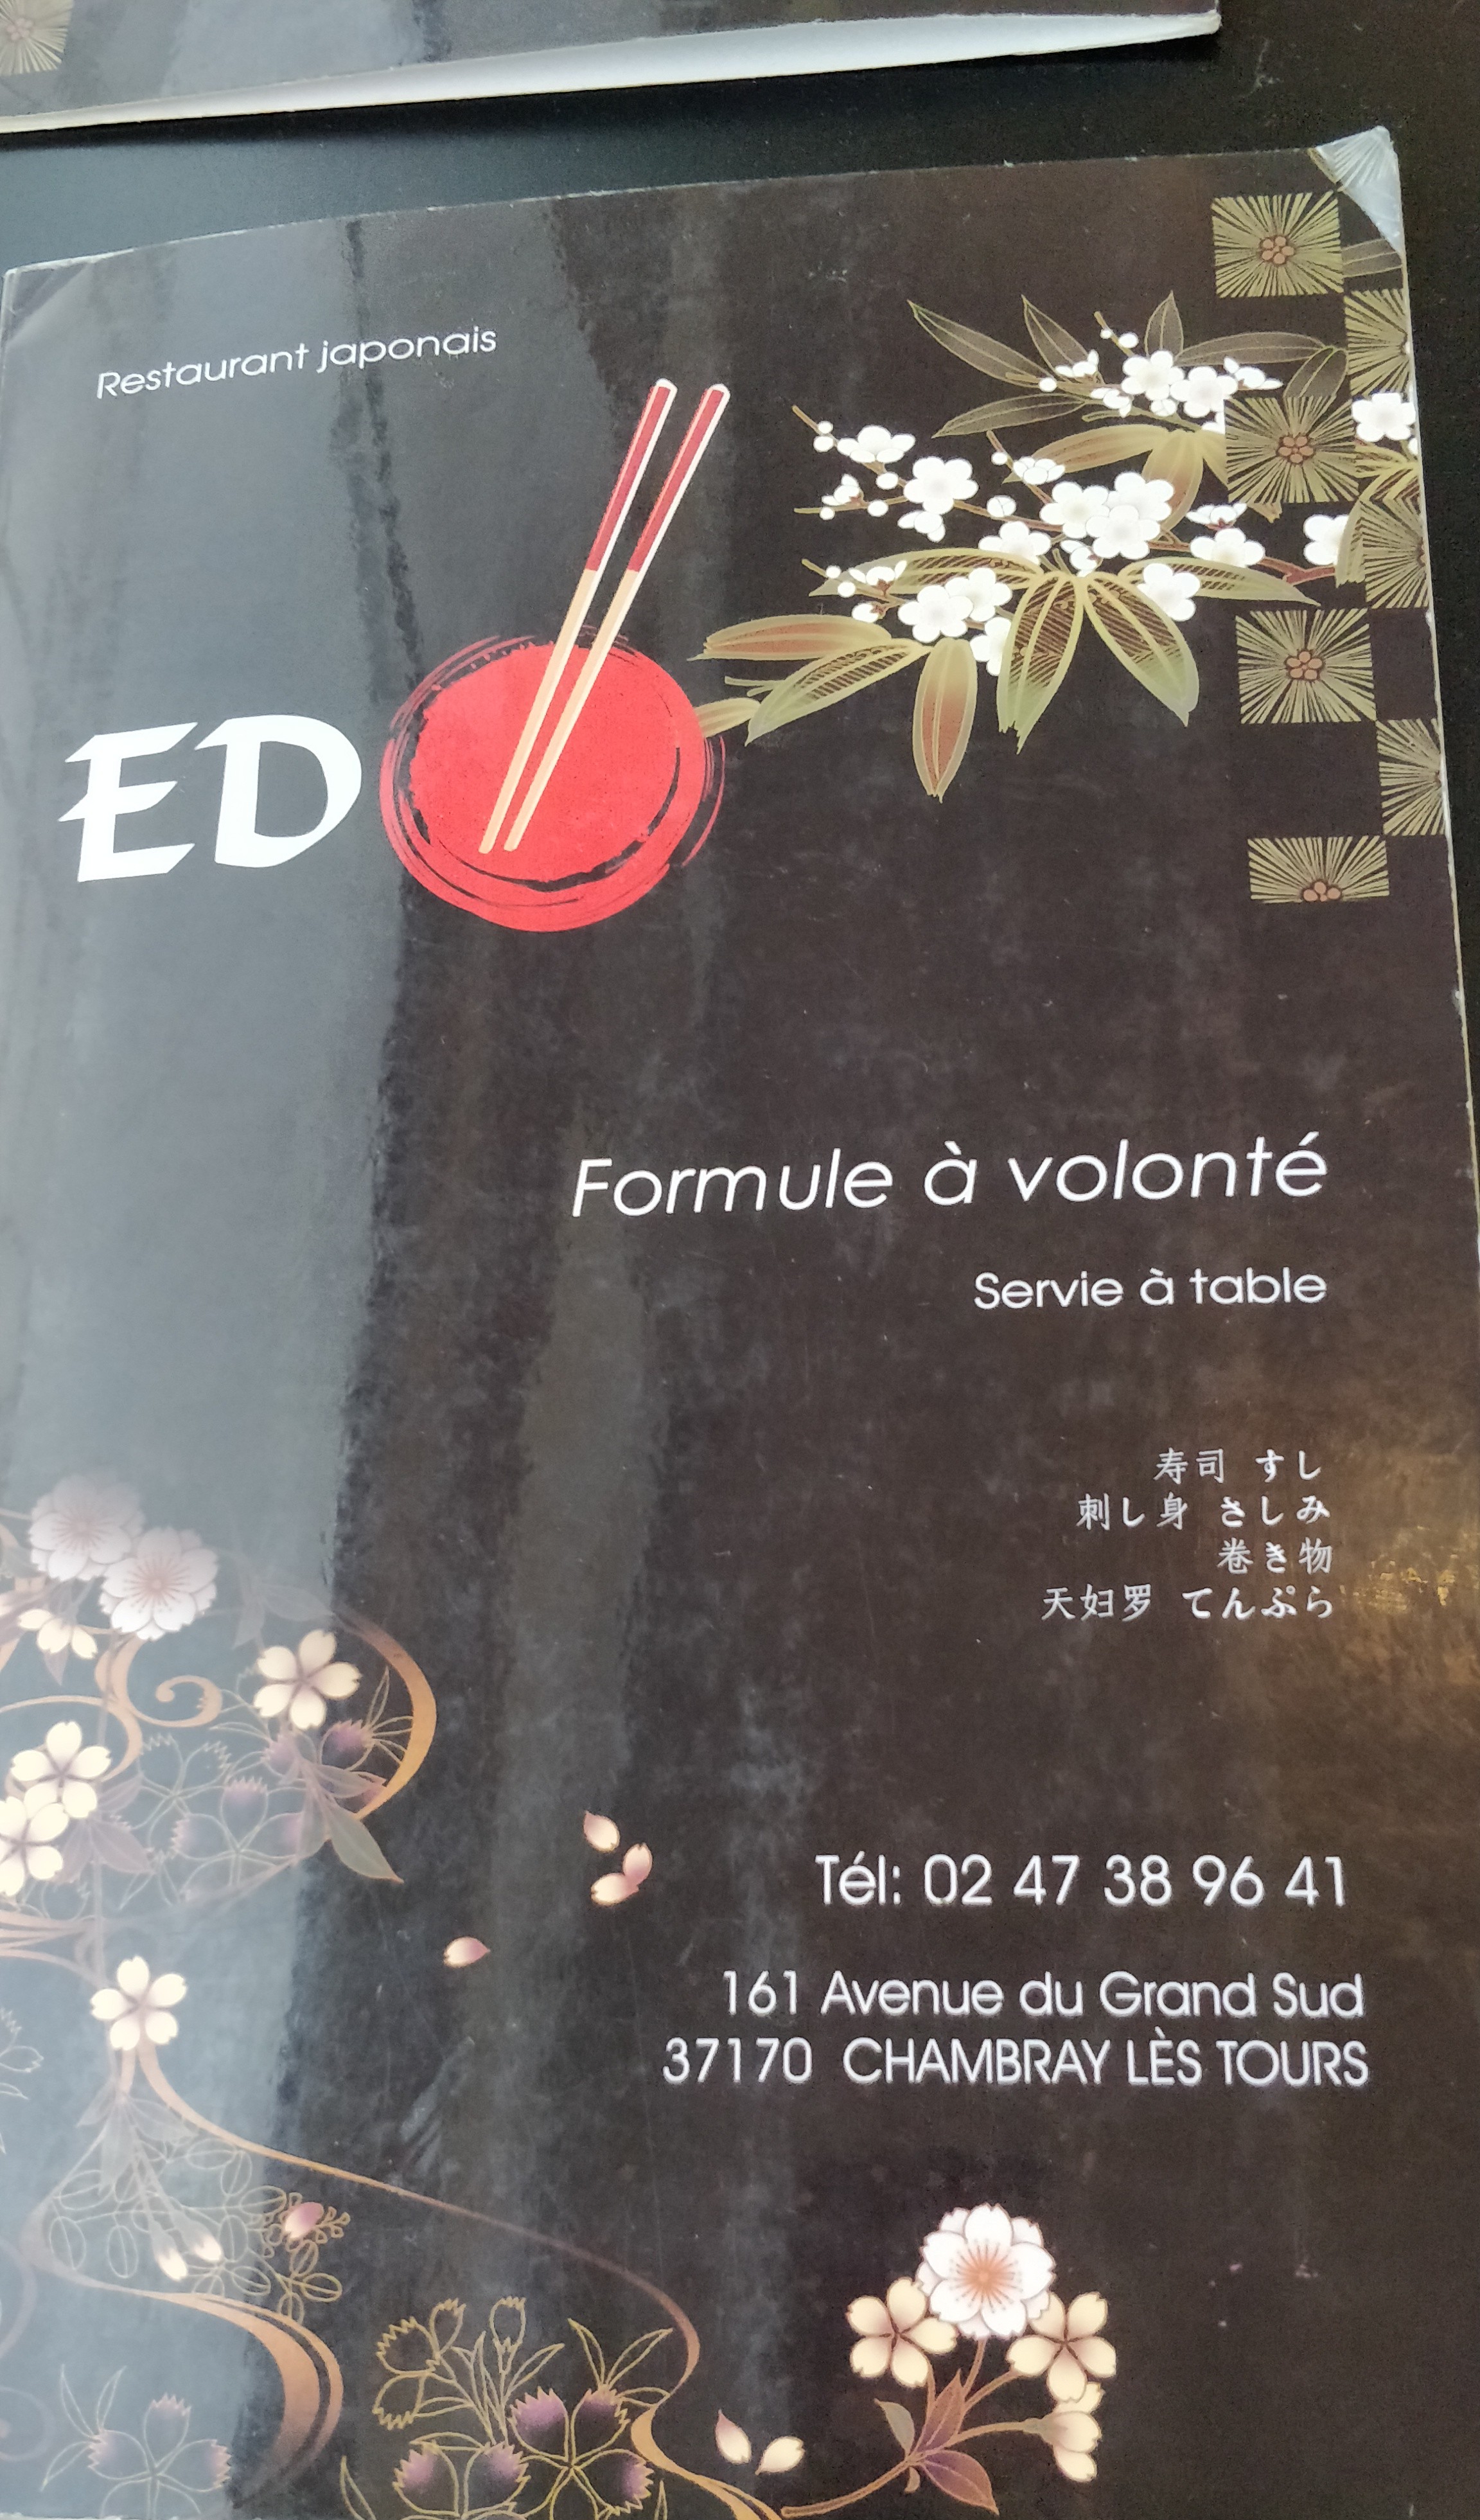 Restaurant japonais
EDO
Formule à volonté
Servie à table
寿司 すし
刺し身 さしみ
巻き物
天妇罗 てんぷら
Tél: 02 47 38 96 41
161 Avenue du Grand Sud
37170 CHAMBRAY LÈS TOURS